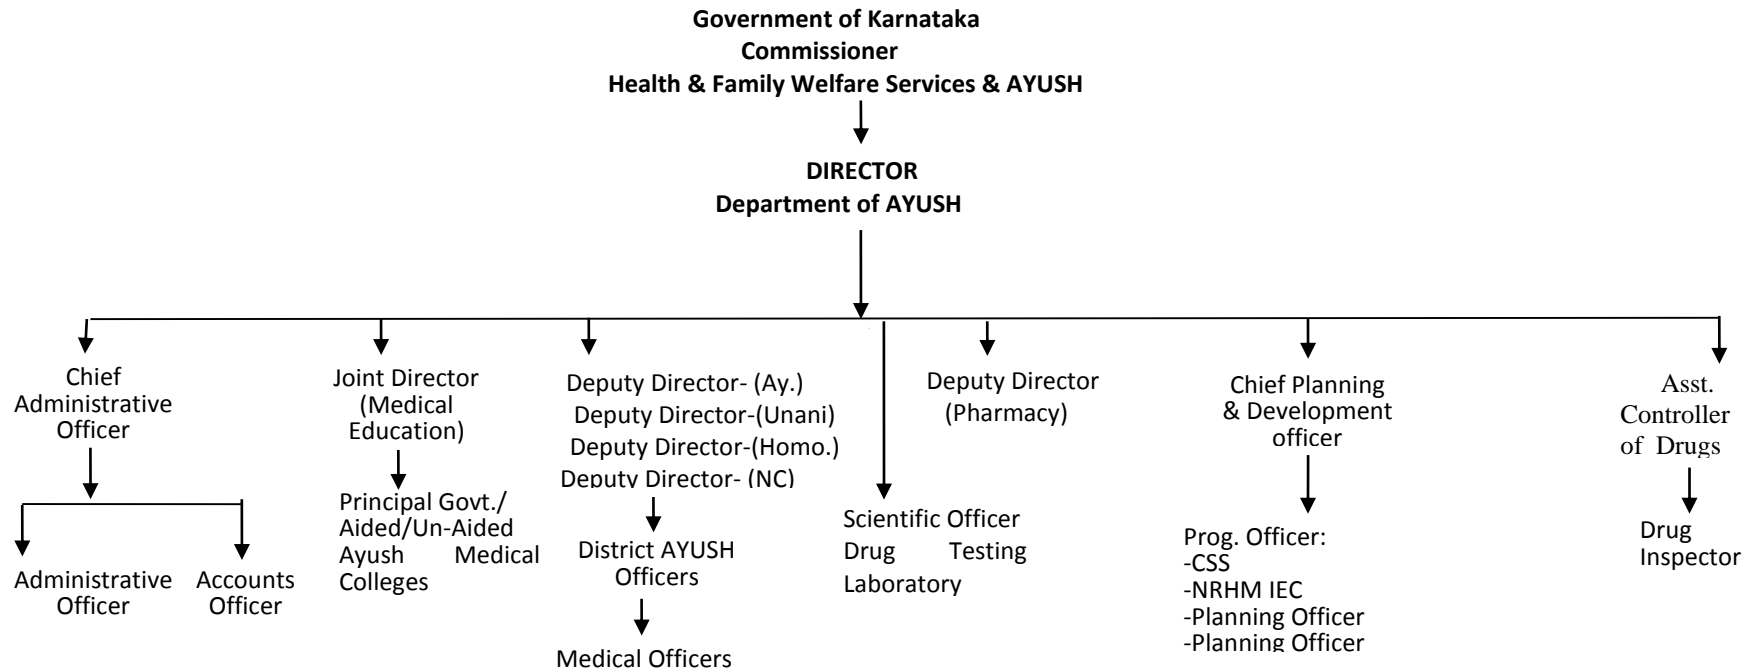 Government of Karnataka
Commissioner
Health & Family Welfare Services & AYUSH
DIRECTOR
Department of AYUSH
Chief
Administrative
Officer
Joint Director
(Medical
Education)
Deputy Director- (Ay.)
Deputy Director-(Unani)
Deputy Director-(Homo.)
Deputy Director- (NC)
Deputy Director
(Pharmacy)
Chief Planning
& Development
officer
Asst.
Controller
of Drugs
Administrative
Officer
Accounts
Officer
Principal Govt./
Aided/Un-Aided
Ayush Medical
Colleges
District AYUSH
Officers
Medical Officers
Scientific Officer
Drug Testing
Laboratory
Prog. Officer:
-CSS
-NRHM IEC
-Planning Officer
-Planning Officer
Drug
Inspector